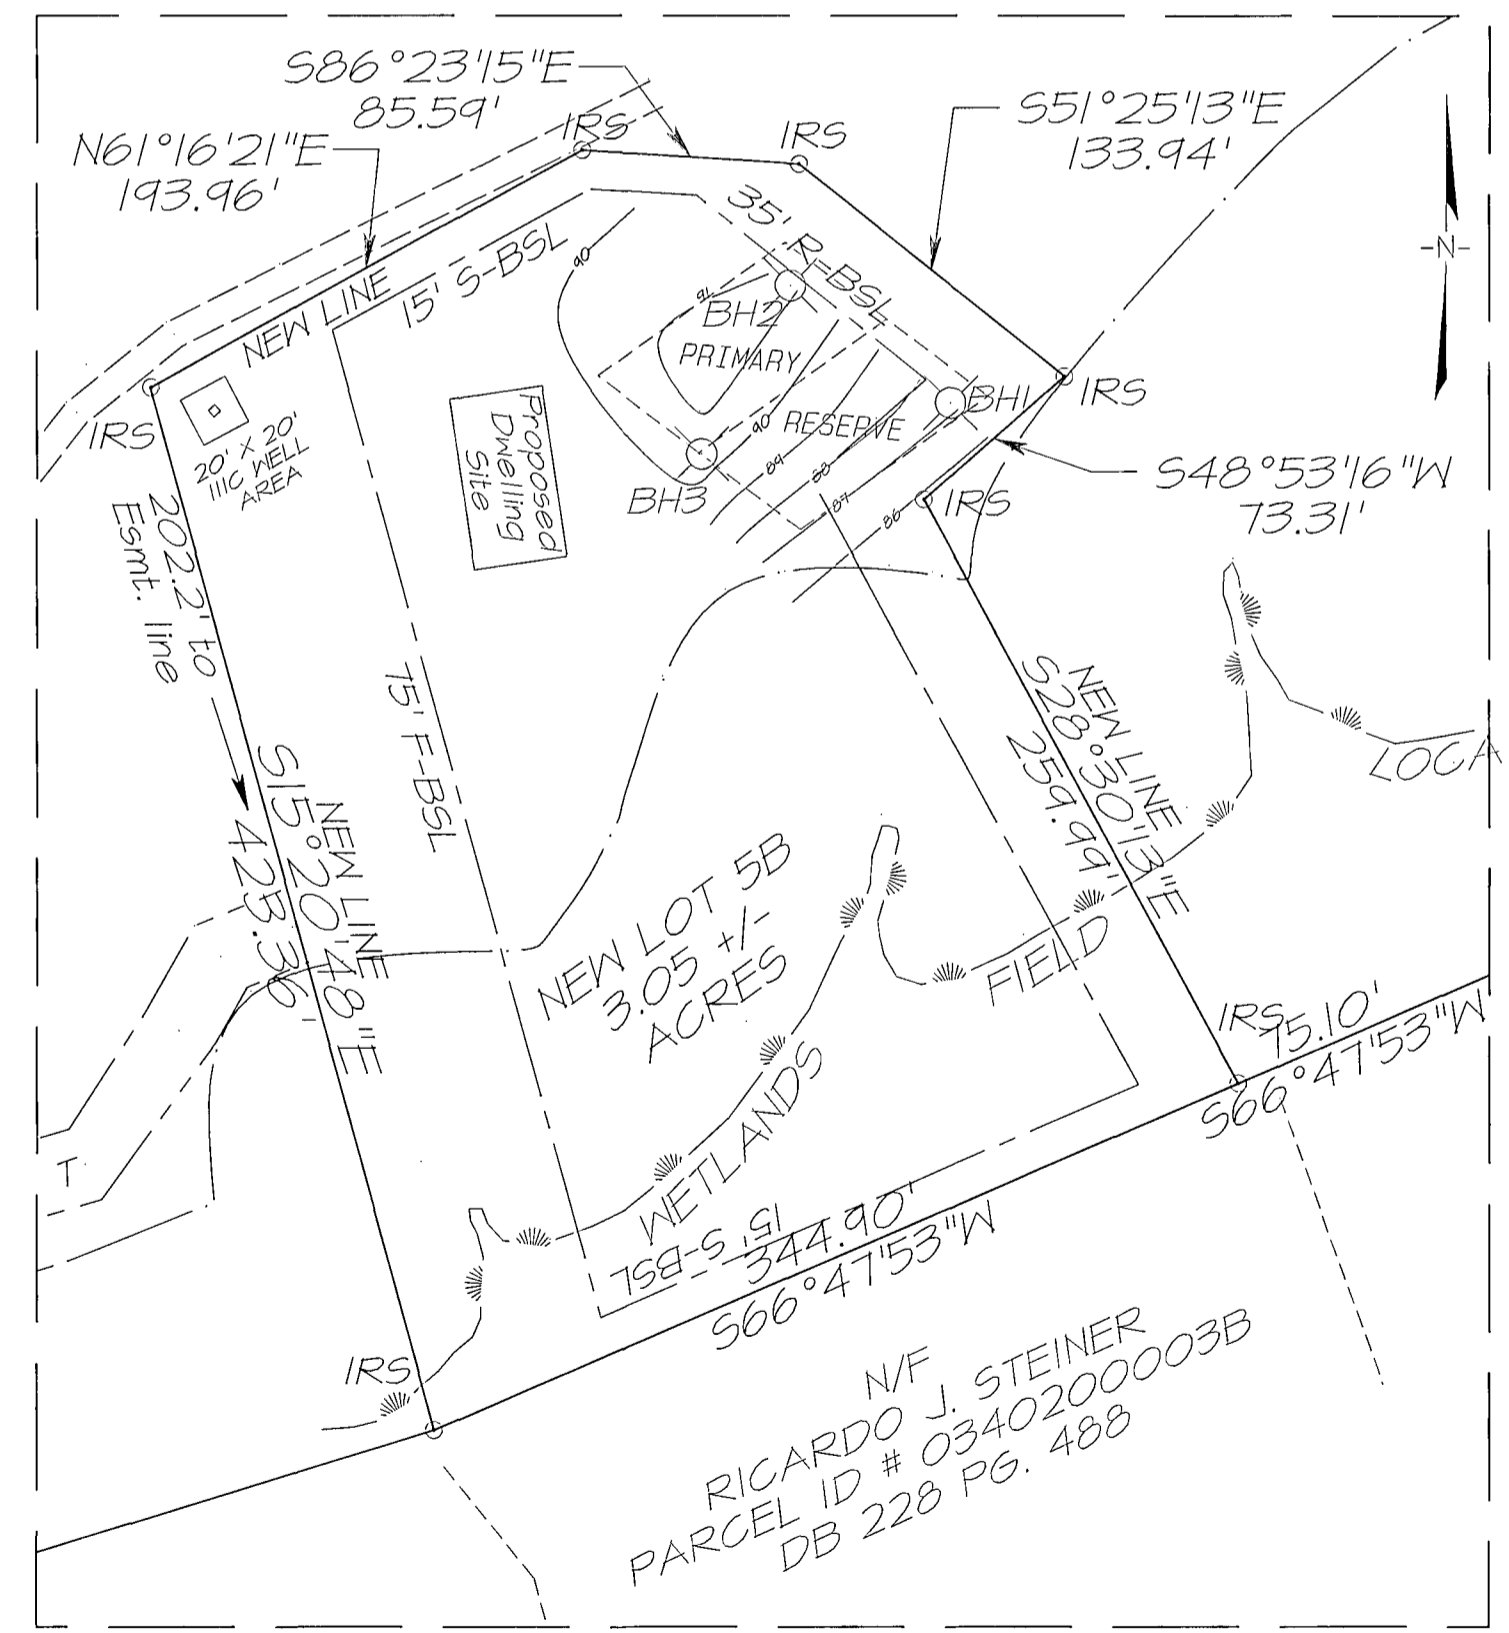 S86°23'15"E
85.59'
N61°16'21"E
193.96'
IRS
IRS
S51°25'13"E
133.94'
-N-
35' R-BSL
15' S-BSL
NEW LINE
90
91
BH2
PRIMARY
90
RESERVE
BH1
IRS
IRS
20' X 20'
IIIC WELL
AREA
Proposed
Dwelling
Site
BH3
89
88
87
86
IRS
S48°53'16"W
73.31'
202.2' to
Esmt. line
75' F-BSL
NEW LINE
S28°30'13"E
259.99'
LOCA
NEW LINE
S15°20'48"E
423.36'
NEW LOT 5B
3.05 +/-
ACRES
FIELD
WETLANDS
IRS
75.10'
S66°47'53"W
T
15' S-BSL
344.90'
S66°47'53"W
IRS
N/F
RICARDO J. STEINER
PARCEL ID # 0340200003B
DB 228 PG. 488